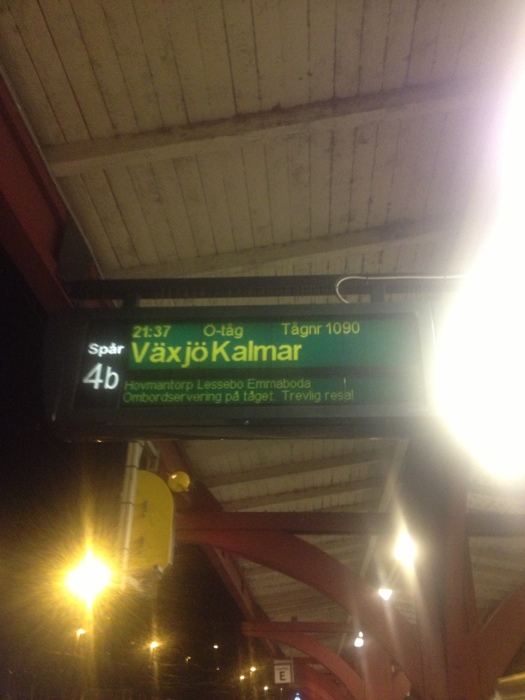 21:37 Ö-tåg Tågnr 1090
Spår
VäxjöKalmar
4b
Hovmantorp Lessebo Emmaboda
Ombordservering på tåget. Trevlig resa!
E